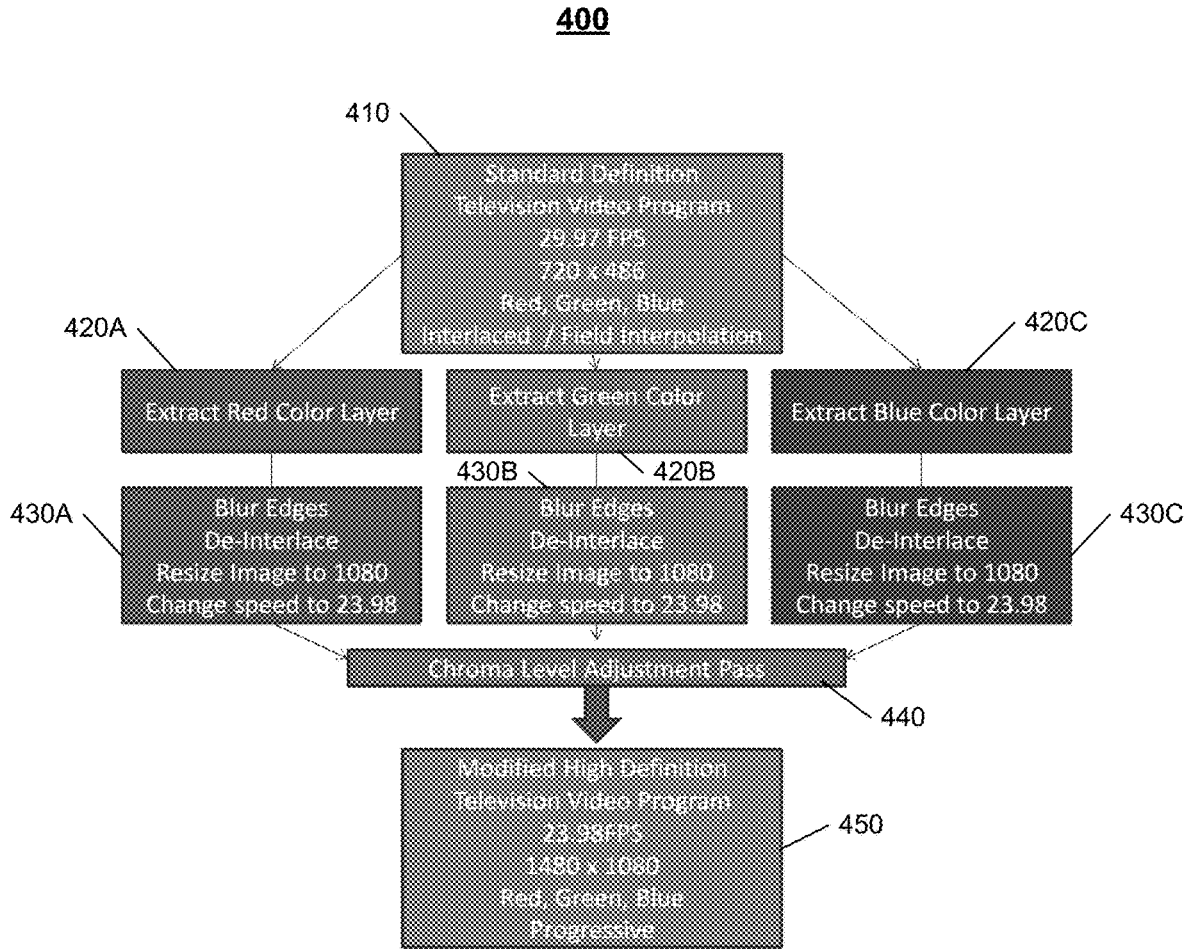 400
410
Standard Definition
Television Video Program
29.97 FPS
720 x 486
Red, Green, Blue
Interlaced / Field Interpolation
420A
420C
Extract Red Color Layer
Extract Green Color
Layer
Extract Blue Color Layer
430B
420B
430A
Blur Edges
De-Interlace
Resize Image to 1080
Change speed to 23.98
Blur Edges
De-Interlace
Resize Image to 1080
Change speed to 23.98
Blur Edges
De-Interlace
Resize Image to 1080
Change speed to 23.98
430C
Chroma Level Adjustment Pass
440
Modified High Definition
Television Video Program
23.98FPS
1480 x 1080
Red, Green, Blue
Progressive
450